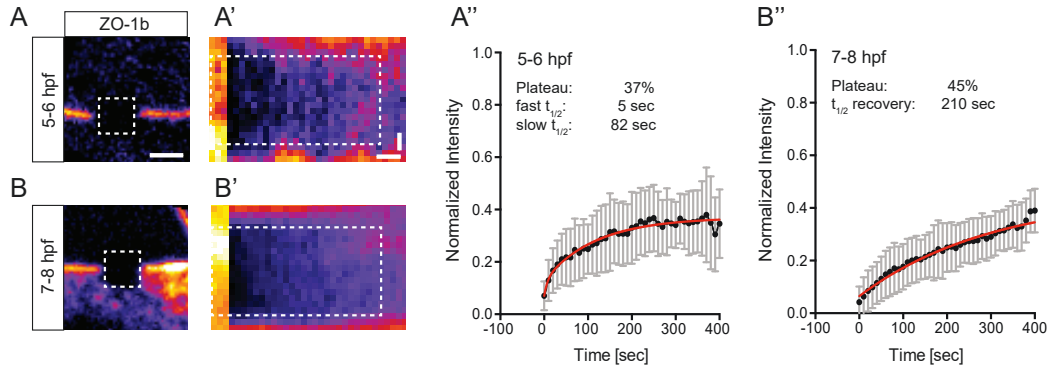 A
ZO-1b
5-6 hpf
A'
B
7-8 hpf
B'
A''
5-6 hpf
Plateau: 37%
fast t1/2: 5 sec
slow t1/2: 82 sec
Normalized Intensity
1.0
0.8
0.6
0.4
0.2
0.0
-100 0 100 200 300 400
Time [sec]
B''
7-8 hpf
Plateau: 45%
t1/2 recovery: 210 sec
Normalized Intensity
1.0
0.8
0.6
0.4
0.2
0.0
-100 0 100 200 300 400
Time [sec]